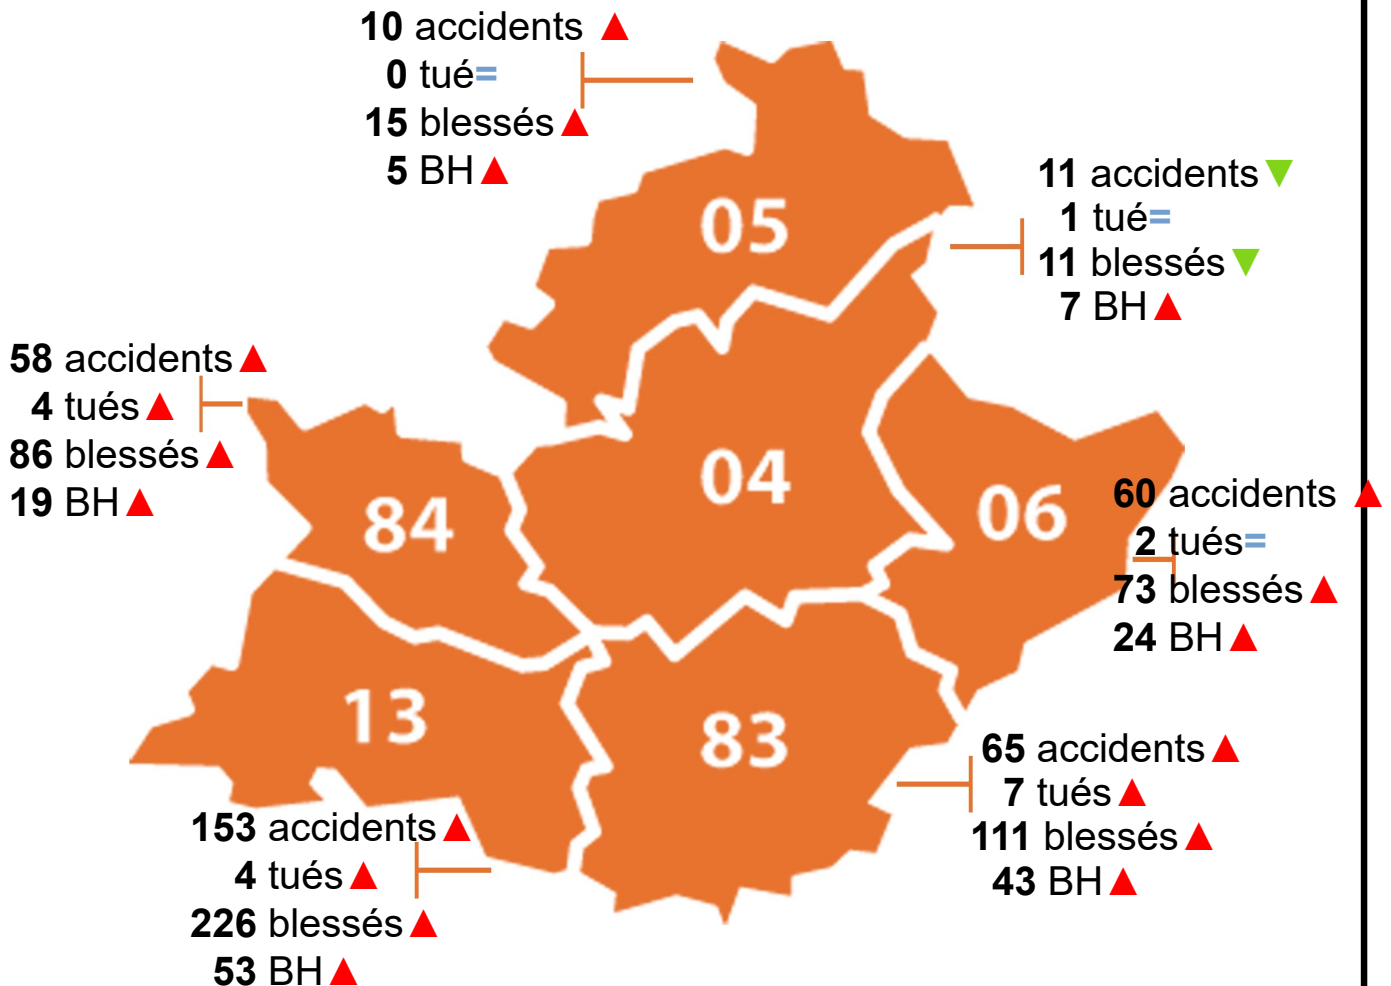 10 accidents ▲
0 tué=
15 blessés ▲
5 BH ▲
11 accidents ▼
1 tué=
11 blessés ▼
7 BH ▲
05
58 accidents ▲
4 tués ▲
86 blessés ▲
19 BH ▲
04
06
84
60 accidents ▲
2 tués=
73 blessés ▲
24 BH ▲
13
83
65 accidents ▲
7 tués ▲
111 blessés ▲
43 BH ▲
153 accidents ▲
4 tués ▲
226 blessés ▲
53 BH ▲